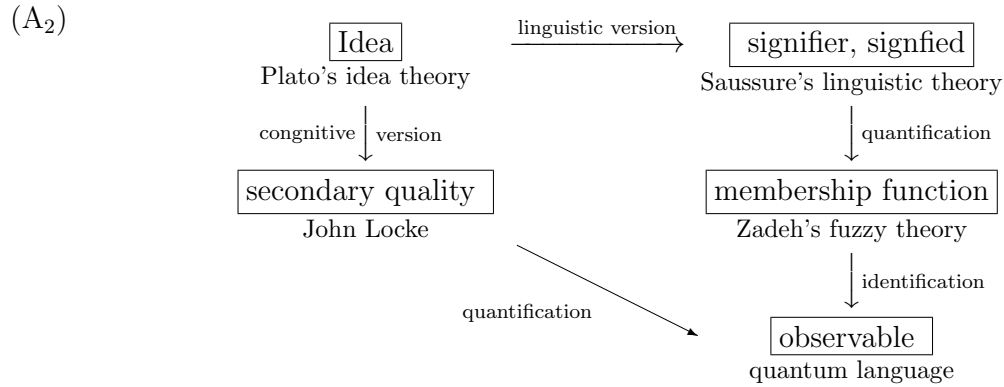 (A₂)
Idea linguistic version signifier, signfied
Plato's idea theory Saussure's linguistic theory
congnitive version quantification
secondary quality membership function
John Locke Zadeh's fuzzy theory
identification
quantification
observable
quantum language